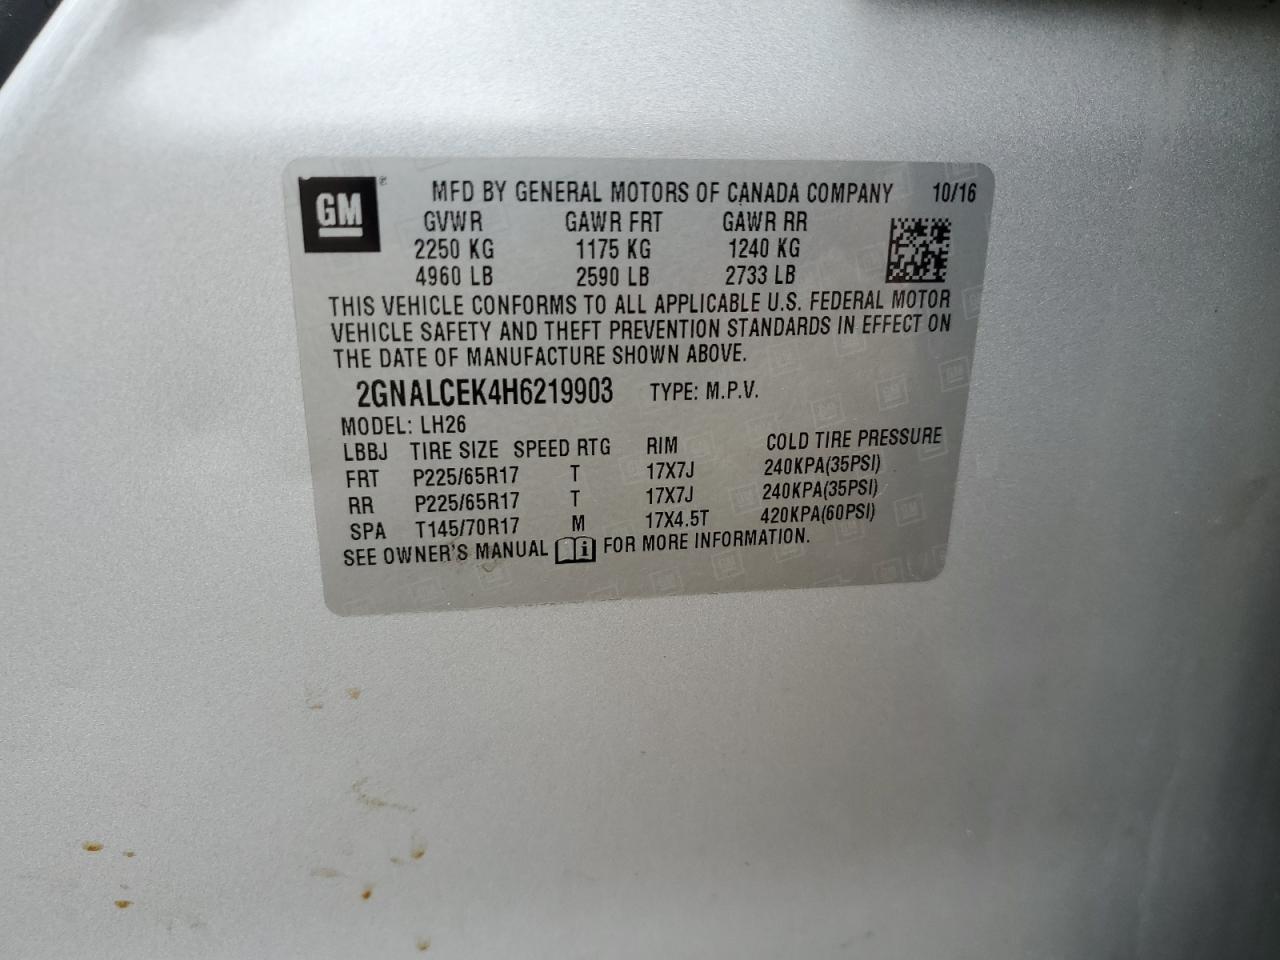 GM ® MFD BY GENERAL MOTORS OF CANADA COMPANY 10/16
GVWR GAWR FRT GAWR RR
2250 KG 1175 KG 1240 KG
4960 LB 2590 LB 2733 LB
THIS VEHICLE CONFORMS TO ALL APPLICABLE U.S. FEDERAL MOTOR
VEHICLE SAFETY AND THEFT PREVENTION STANDARDS IN EFFECT ON
THE DATE OF MANUFACTURE SHOWN ABOVE.
2GNALCEK4H6219903 TYPE: M.P.V.
MODEL: LH26
LBBJ TIRE SIZE SPEED RTG RIM COLD TIRE PRESSURE
FRT P225/65R17 T 17X7J 240KPA(35PSI)
RR P225/65R17 T 17X7J 240KPA(35PSI)
SPA T145/70R17 M 17X4.5T 420KPA(60PSI)
SEE OWNER'S MANUAL i FOR MORE INFORMATION.